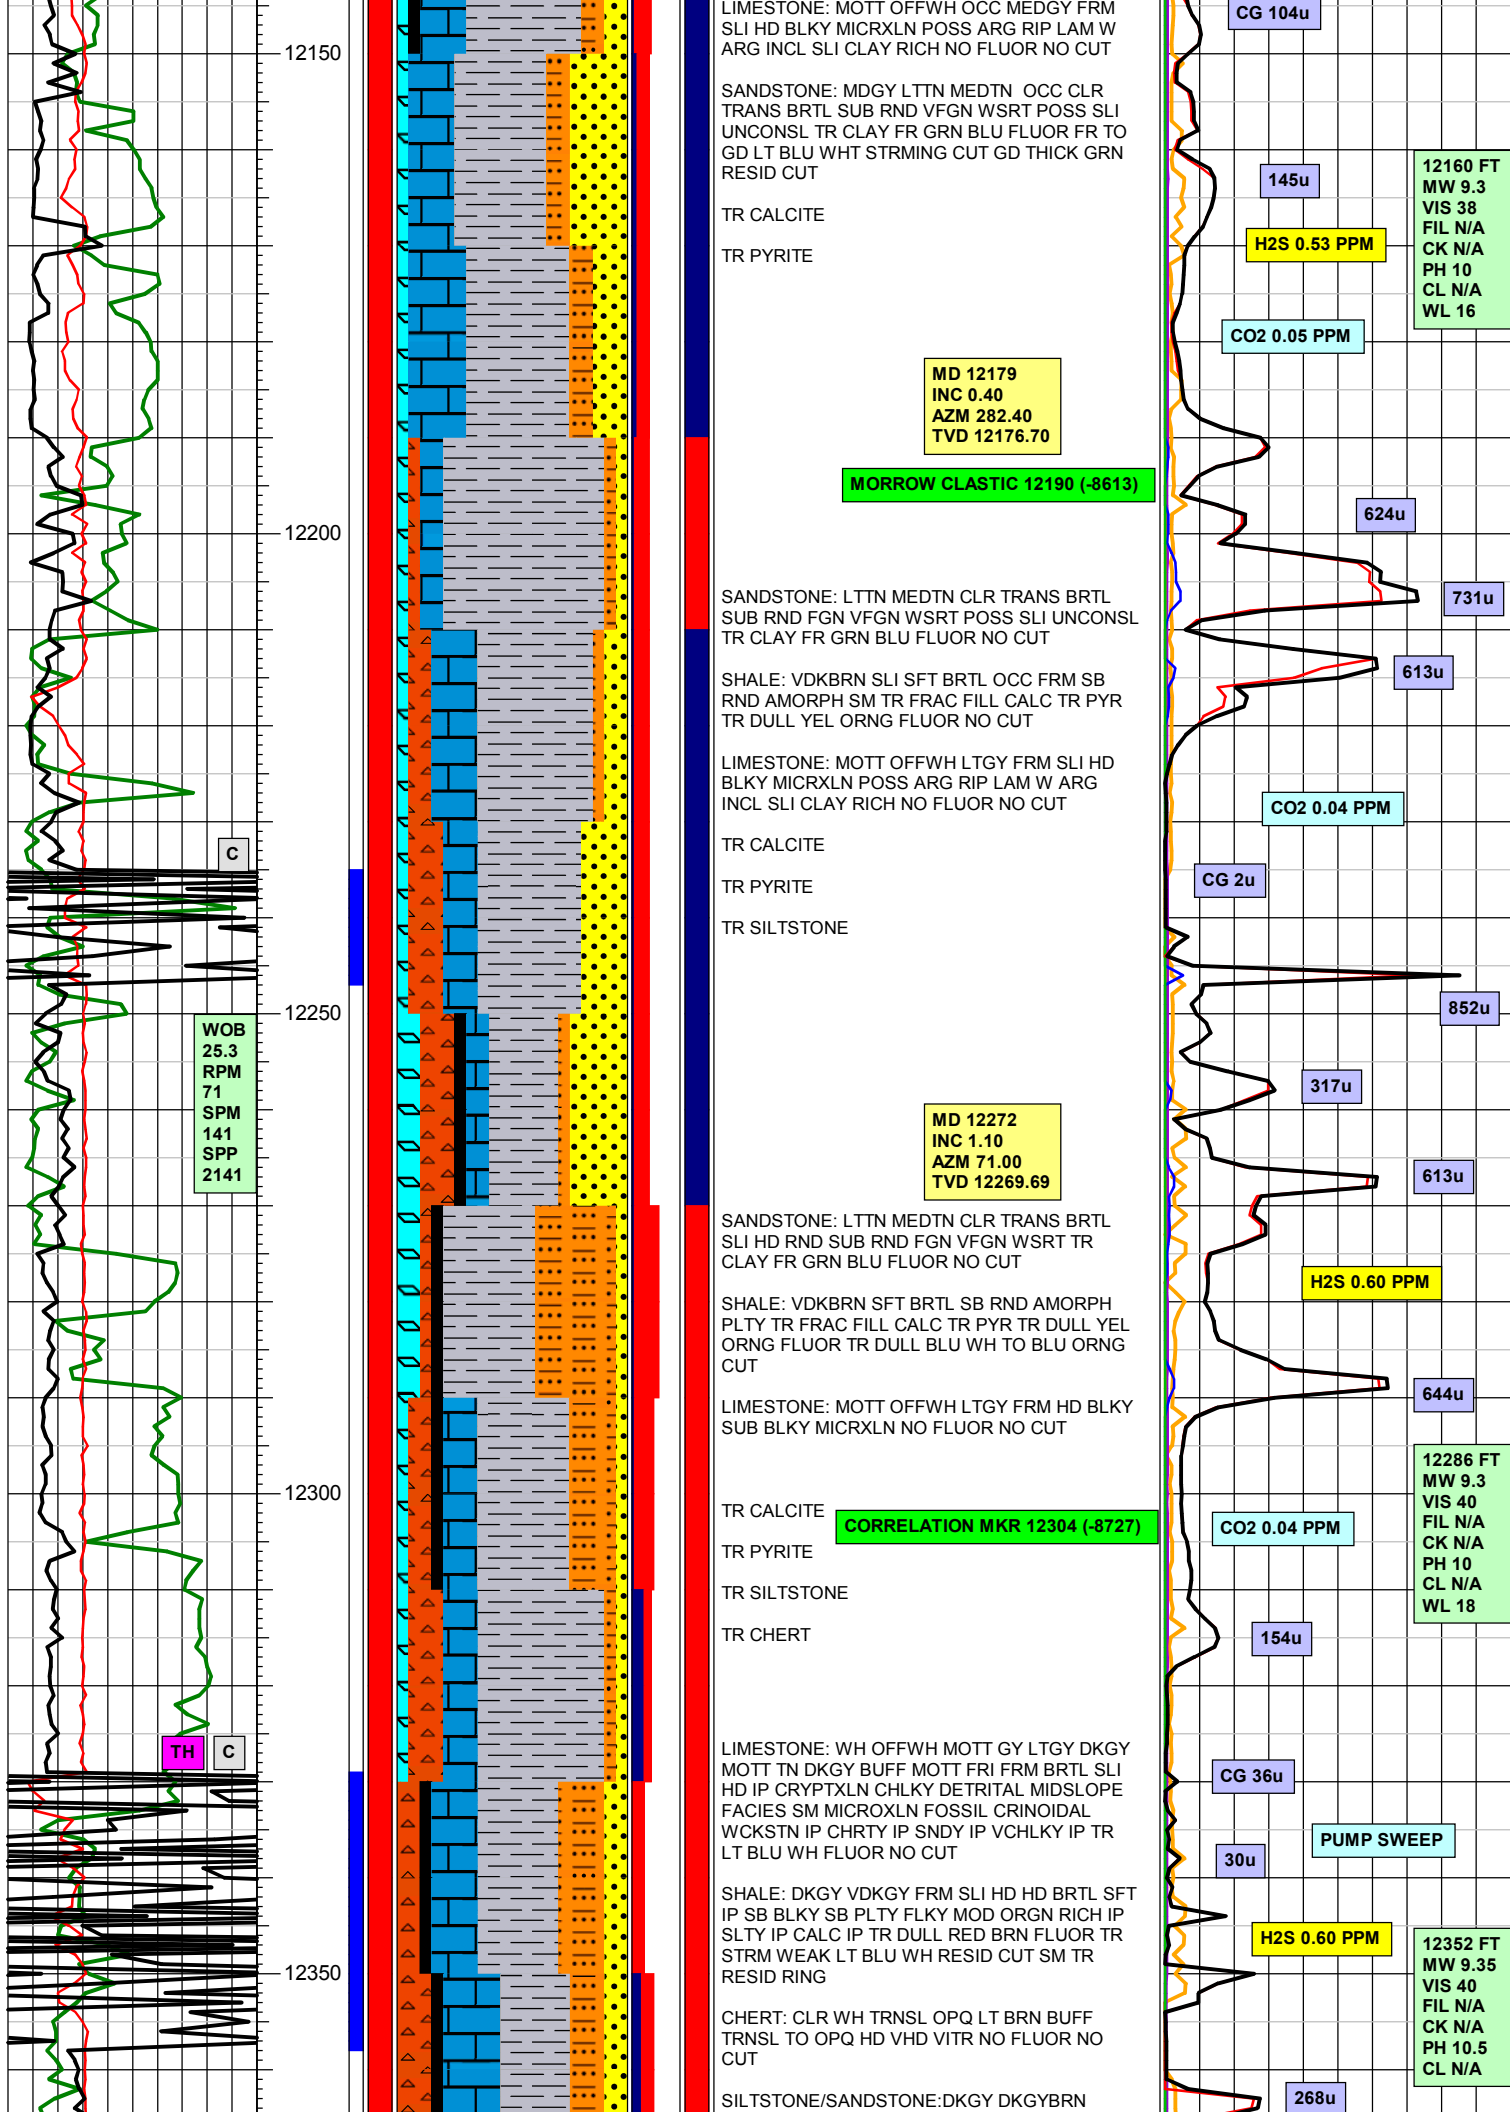 LIMESTONE: MOTT OFFWH OCC MEDGY FRM
SLI HD BLKY MICRXLN POSS ARG RIP LAM W
ARG INCL SLI CLAY RICH NO FLUOR NO CUT
CG 104u
12150
SANDSTONE: MDGY LTTN MEDTN OCC CLR
TRANS BRTL SUB RND VFGN WSRT POSS SLI
UNCONSL TR CLAY FR GRN BLU FLUOR FR TO
GD LT BLU WHT STRMING CUT GD THICK GRN
RESID CUT
145u
12160 FT
MW 9.3
VIS 38
FIL N/A
CK N/A
PH 10
CL N/A
WL 16
TR CALCITE
H2S 0.53 PPM
TR PYRITE
CO2 0.05 PPM
MD 12179
INC 0.40
AZM 282.40
TVD 12176.70
MORROW CLASTIC 12190 (-8613)
624u
12200
SANDSTONE: LTTN MEDTN CLR TRANS BRTL
SUB RND FGN VFGN WSRT POSS SLI UNCONSL
TR CLAY FR GRN BLU FLUOR NO CUT
731u
SHALE: VDKBRN SLI SFT BRTL OCC FRM SB
RND AMORPH SM TR FRAC FILL CALC TR PYR
TR DULL YEL ORNG FLUOR NO CUT
613u
LIMESTONE: MOTT OFFWH LTGY FRM SLI HD
BLKY MICRXLN POSS ARG RIP LAM W ARG
INCL SLI CLAY RICH NO FLUOR NO CUT
CO2 0.04 PPM
TR CALCITE
C
TR PYRITE
CG 2u
TR SILTSTONE
12250
852u
WOB
25.3
RPM
71
SPM
141
SPP
2141
317u
MD 12272
INC 1.10
AZM 71.00
TVD 12269.69
613u
SANDSTONE: LTTN MEDTN CLR TRANS BRTL
SLI HD RND SUB RND FGN VFGN WSRT TR
CLAY FR GRN BLU FLUOR NO CUT
H2S 0.60 PPM
SHALE: VDKBRN SFT BRTL SB RND AMORPH
PLTY TR FRAC FILL CALC TR PYR TR DULL YEL
ORNG FLUOR TR DULL BLU WH TO BLU ORNG
CUT
644u
LIMESTONE: MOTT OFFWH LTGY FRM HD BLKY
SUB BLKY MICRXLN NO FLUOR NO CUT
12286 FT
MW 9.3
VIS 40
FIL N/A
CK N/A
PH 10
CL N/A
WL 18
12300
TR CALCITE
CORRELATION MKR 12304 (-8727)
CO2 0.04 PPM
TR PYRITE
TR SILTSTONE
TR CHERT
154u
TH
C
LIMESTONE: WH OFFWH MOTT GY LTGY DKGY
MOTT TN DKGY BUFF MOTT FRI FRM BRTL SLI
HD IP CRYPTXLN CHLKY DETRITAL MIDSLOPE
FACIES SM MICROXLN FOSSIL CRINOIDAL
WCKSTN IP CHRTY IP SNDY IP VCHLKY IP TR
LT BLU WH FLUOR NO CUT
CG 36u
PUMP SWEEP
30u
SHALE: DKGY VDKGY FRM SLI HD HD BRTL SFT
IP SB BLKY SB PLTY FLKY MOD ORGN RICH IP
SLTY IP CALC IP TR DULL RED BRN FLUOR TR
STRM WEAK LT BLU WH RESID CUT SM TR
RESID RING
H2S 0.60 PPM
12352 FT
MW 9.35
VIS 40
FIL N/A
CK N/A
PH 10.5
CL N/A
12350
CHERT: CLR WH TRNSL OPQ LT BRN BUFF
TRNSL TO OPQ HD VHD VITR NO FLUOR NO
CUT
SILTSTONE/SANDSTONE:DKGY DKGYBRN
268u